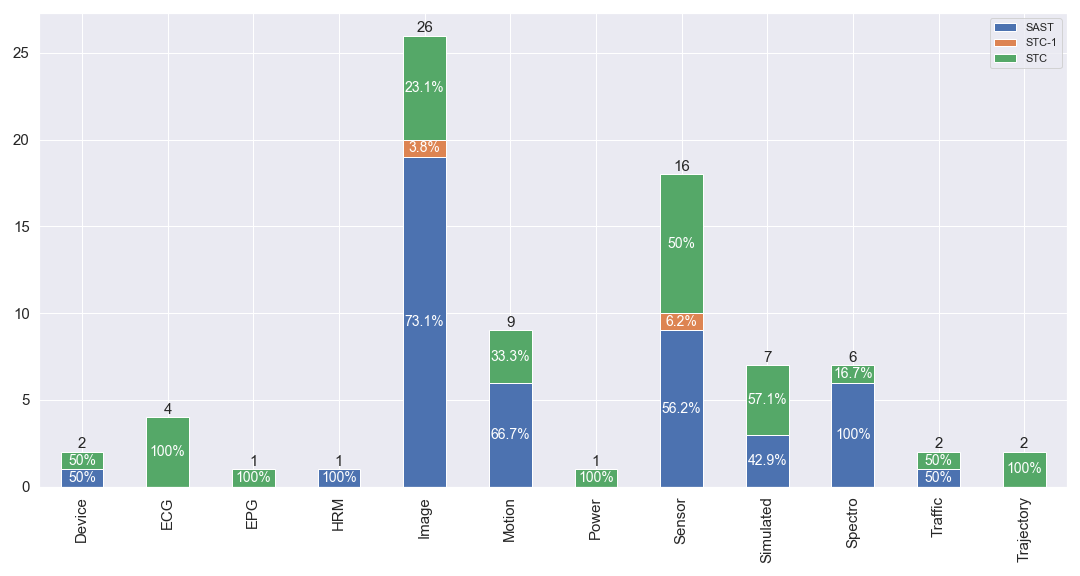 26
25
SAST
STC-1
STC
23.1%
20
3.8%
16
15
50%
10
73.1%
9
6.2%
33.3%
7
6
56.2%
57.1%
16.7%
5
4
66.7%
100%
42.9%
100%
2
50%
50%
100%
1
100%
1
100%
1
100%
2
50%
50%
2
100%
0
Device
ECG
EPG
HRM
Image
Motion
Power
Sensor
Simulated
Spectro
Traffic
Trajectory